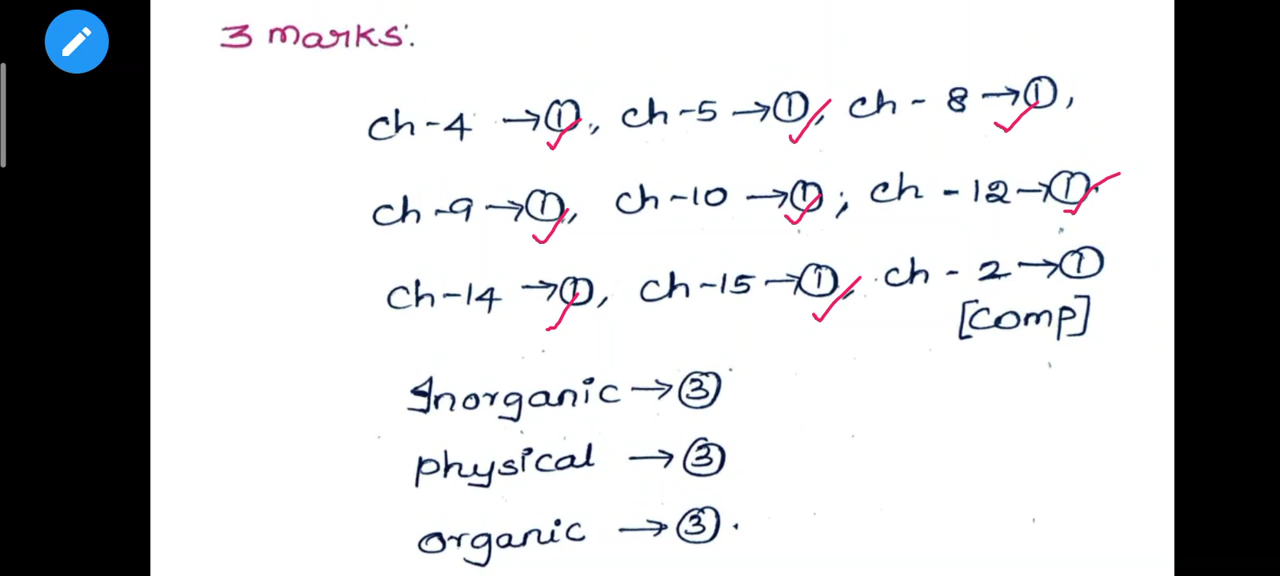 3 marks:
ch-4 →①, ch-5 →①, ch - 8 →①,
ch-9 →①, ch-10 →①; ch - 12→①.
ch-14 →①, ch-15→①, ch - 2→①
[comp]
Inorganic →③
physical →③
organic →③.